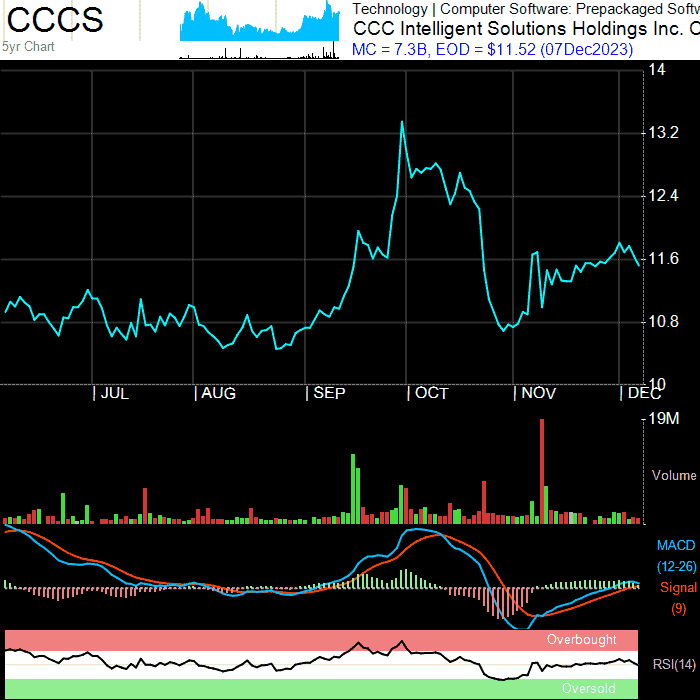 CCCS
5yr Chart
Technology | Computer Software: Prepackaged Softw
CCC Intelligent Solutions Holdings Inc. C
MC = 7.3B, EOD = $11.52 (07Dec2023)
14
13.2
12.4
11.6
10.8
10
| JUL | AUG | SEP | OCT | NOV | DEC
19M
Volume
MACD
(12-26)
Signal
(9)
Overbought
RSI(14)
Oversold